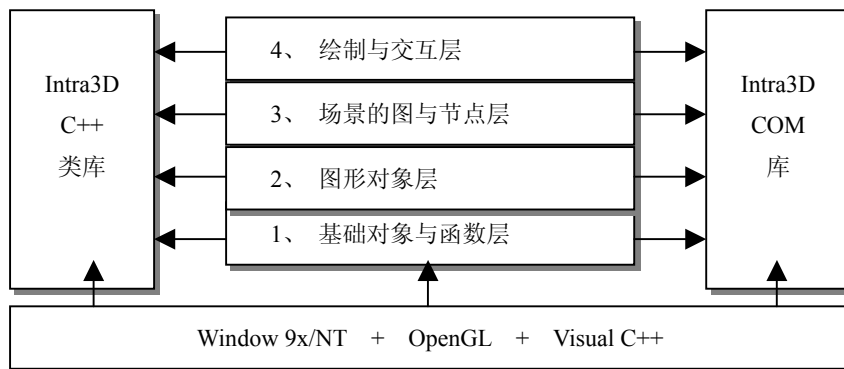 Intra3D
C++
类库
4、 绘制与交互层
3、 场景的图与节点层
2、 图形对象层
1、 基础对象与函数层
Intra3D
COM
库
Window 9x/NT + OpenGL + Visual C++